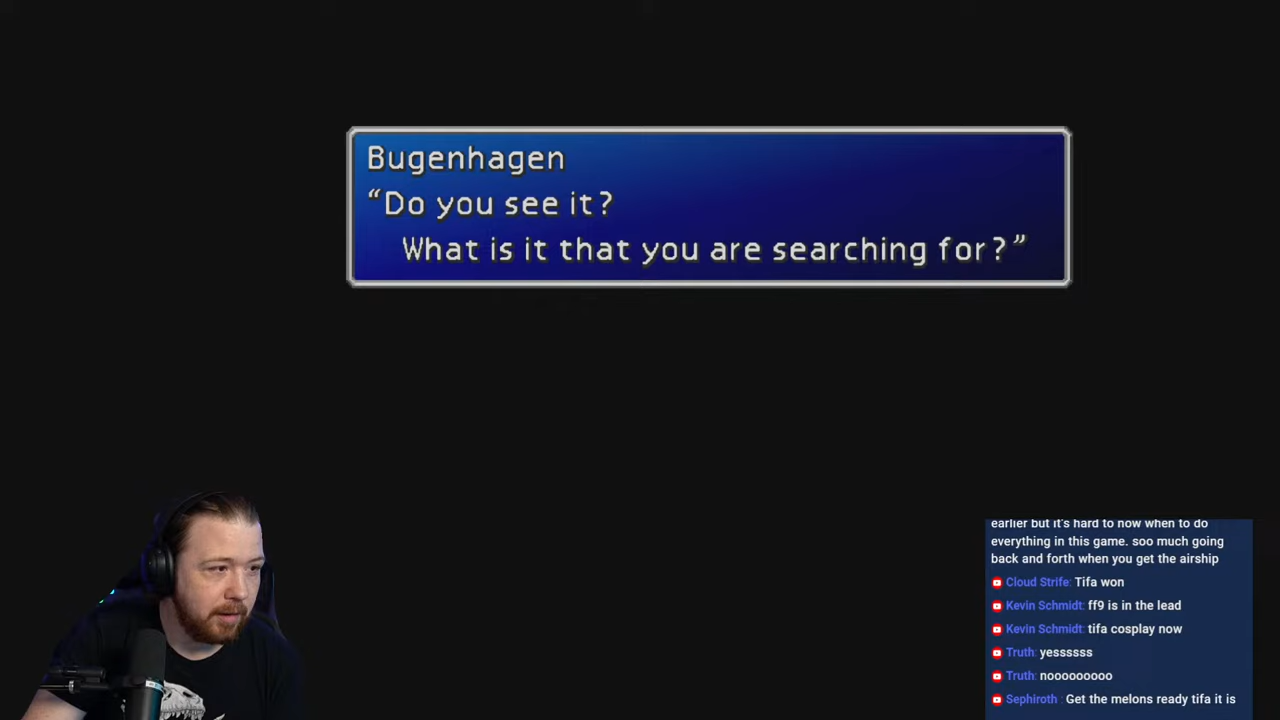 Bugenhagen
“Do you see it?
What is it that you are searching for?”
earlier but it's hard to now when to do
everything in this game. soo much going
back and forth when you get the airship
Cloud Strife: Tifa won
Kevin Schmidt: ff9 is in the lead
Kevin Schmidt: tifa cosplay now
Truth: yessssss
Truth: nooooooooo
Sephiroth : Get the melons ready tifa it is